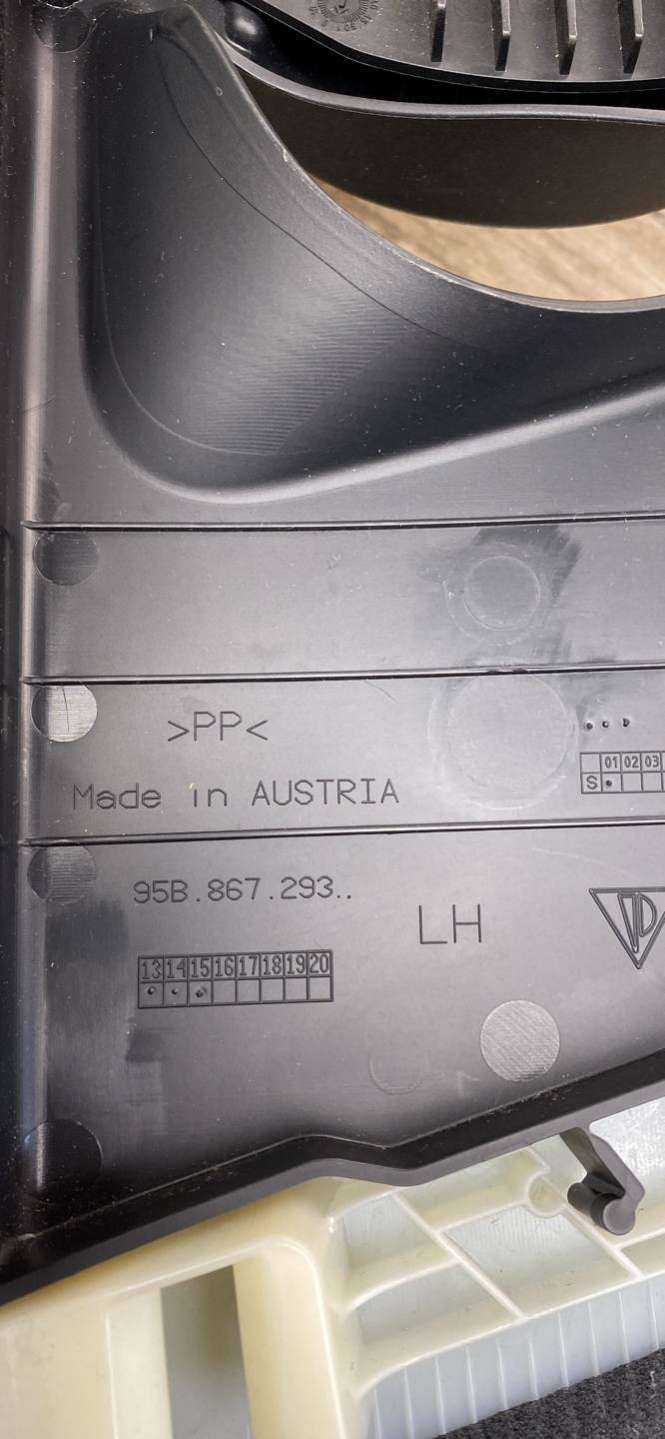 >PP<
01 02 03
S
Made in AUSTRIA
95B.867.293..
LH
13 14 15 16 17 18 19 20